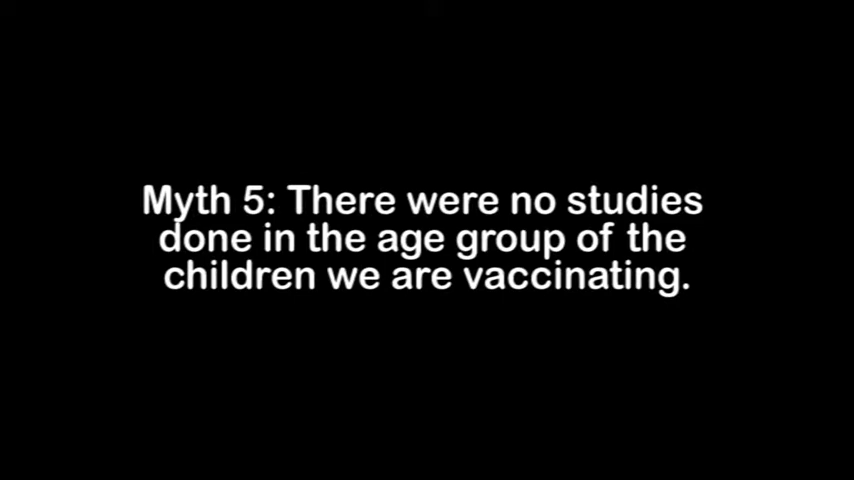 Myth 5: There were no studies
done in the age group of the
children we are vaccinating.